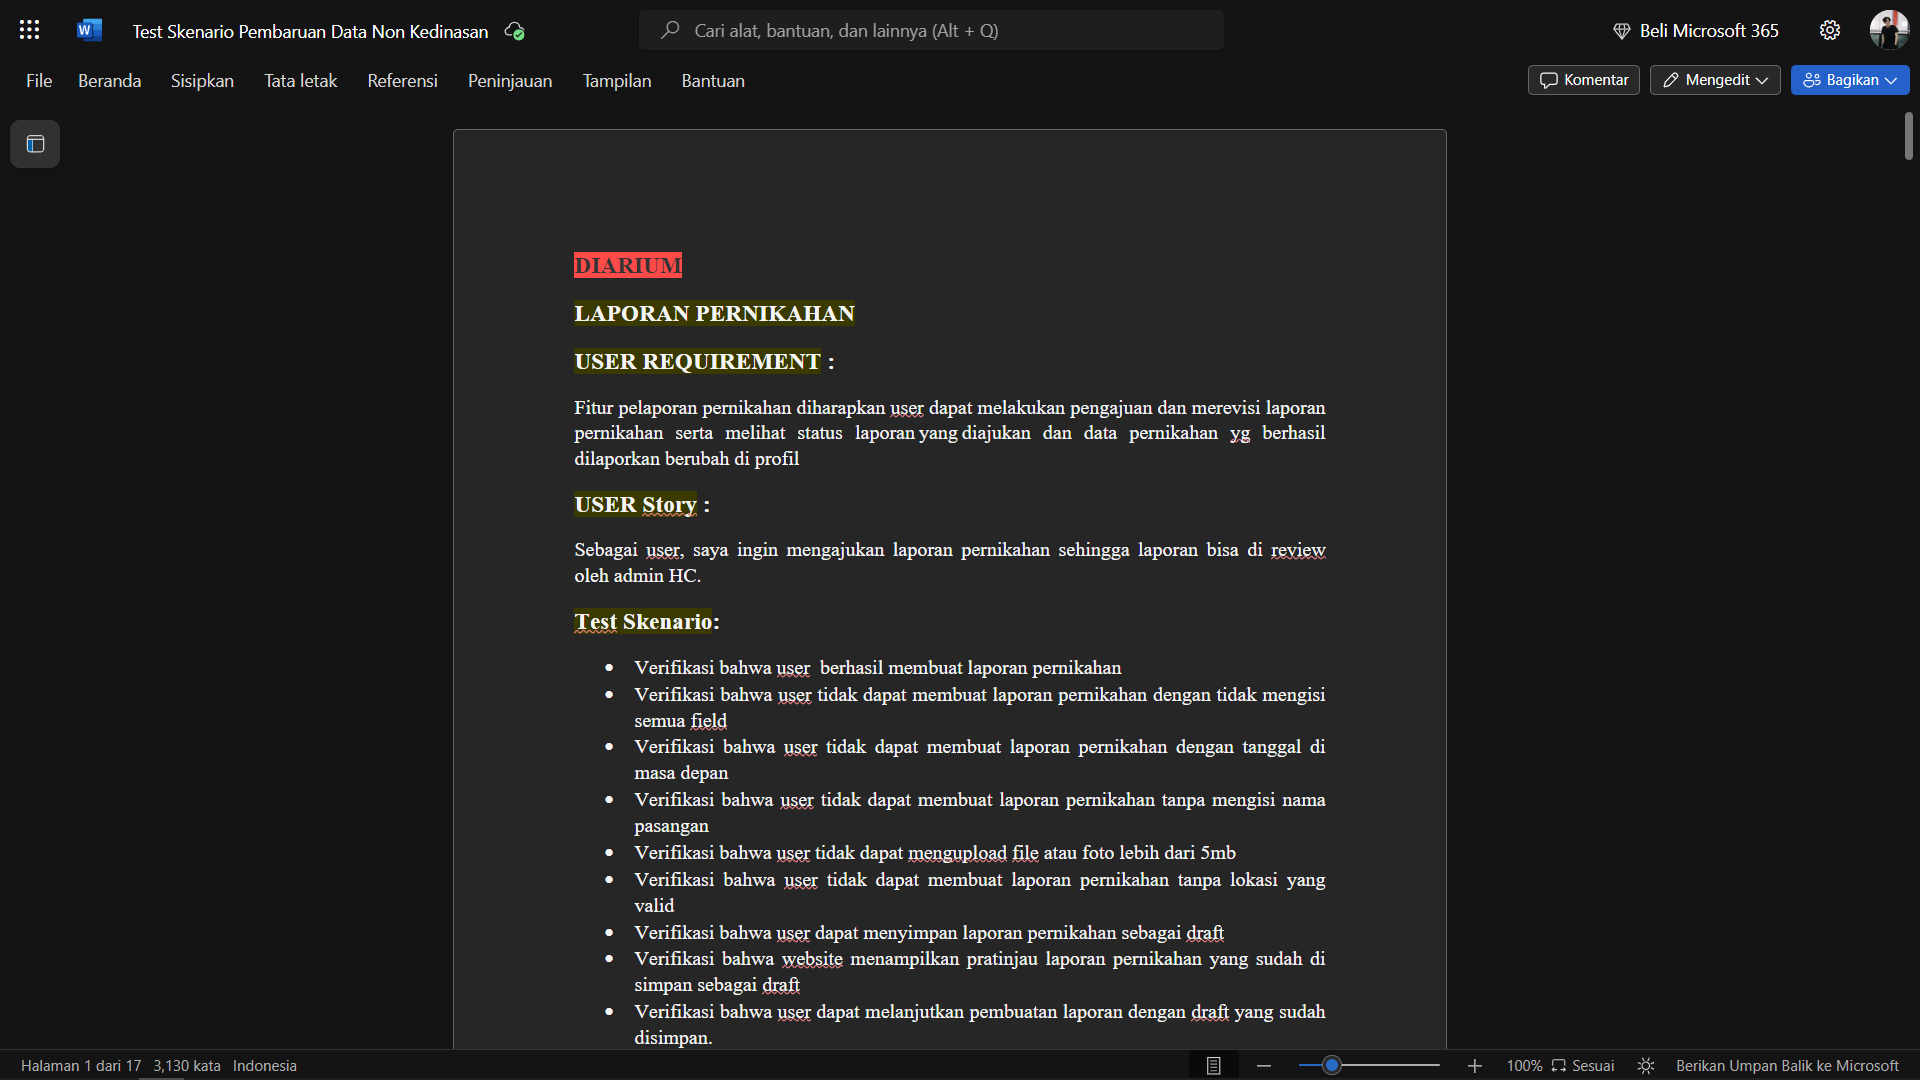 Test Skenario Pembaruan Data Non Kedinasan
Cari alat, bantuan, dan lainnya (Alt + Q)
Beli Microsoft 365
File Beranda Sisipkan Tata letak Referensi Peninjauan Tampilan Bantuan
Komentar Mengedit Bagikan
DIARIUM
LAPORAN PERNIKAHAN
USER REQUIREMENT :
Fitur pelaporan pernikahan diharapkan user dapat melakukan pengajuan dan merevisi laporan
pernikahan serta melihat status laporan yang diajukan dan data pernikahan yg berhasil
dilaporkan berubah di profil
USER Story :
Sebagai user, saya ingin mengajukan laporan pernikahan sehingga laporan bisa di review
oleh admin HC.
Test Skenario:
• Verifikasi bahwa user  berhasil membuat laporan pernikahan
• Verifikasi bahwa user tidak dapat membuat laporan pernikahan dengan tidak mengisi
semua field
• Verifikasi bahwa user tidak dapat membuat laporan pernikahan dengan tanggal di
masa depan
• Verifikasi bahwa user tidak dapat membuat laporan pernikahan tanpa mengisi nama
pasangan
• Verifikasi bahwa user tidak dapat mengupload file atau foto lebih dari 5mb
• Verifikasi bahwa user tidak dapat membuat laporan pernikahan tanpa lokasi yang
valid
• Verifikasi bahwa user dapat menyimpan laporan pernikahan sebagai draft
• Verifikasi bahwa website menampilkan pratinjau laporan pernikahan yang sudah di
simpan sebagai draft
• Verifikasi bahwa user dapat melanjutkan pembuatan laporan dengan draft yang sudah
disimpan.
Halaman 1 dari 17 3,130 kata Indonesia
100% Sesuai Berikan Umpan Balik ke Microsoft